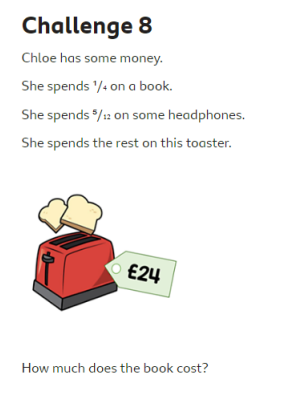 Challenge 8
Chloe has some money.
She spends ¹/₄ on a book.
She spends ⁵/₁₂ on some headphones.
She spends the rest on this toaster.
£24
How much does the book cost?